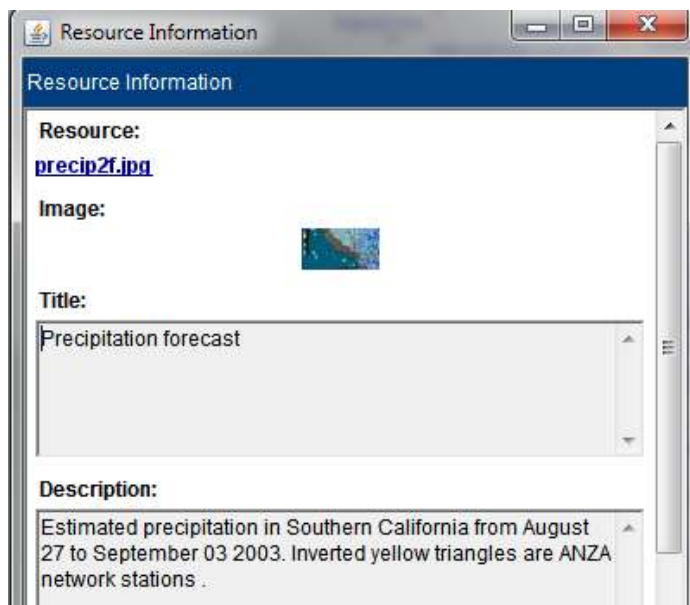 Resource Information
Resource Information
Resource:
precip2f.jpg
Image:
Title:
Precipitation forecast
Description:
Estimated precipitation in Southern California from August
27 to September 03 2003. Inverted yellow triangles are ANZA
network stations .